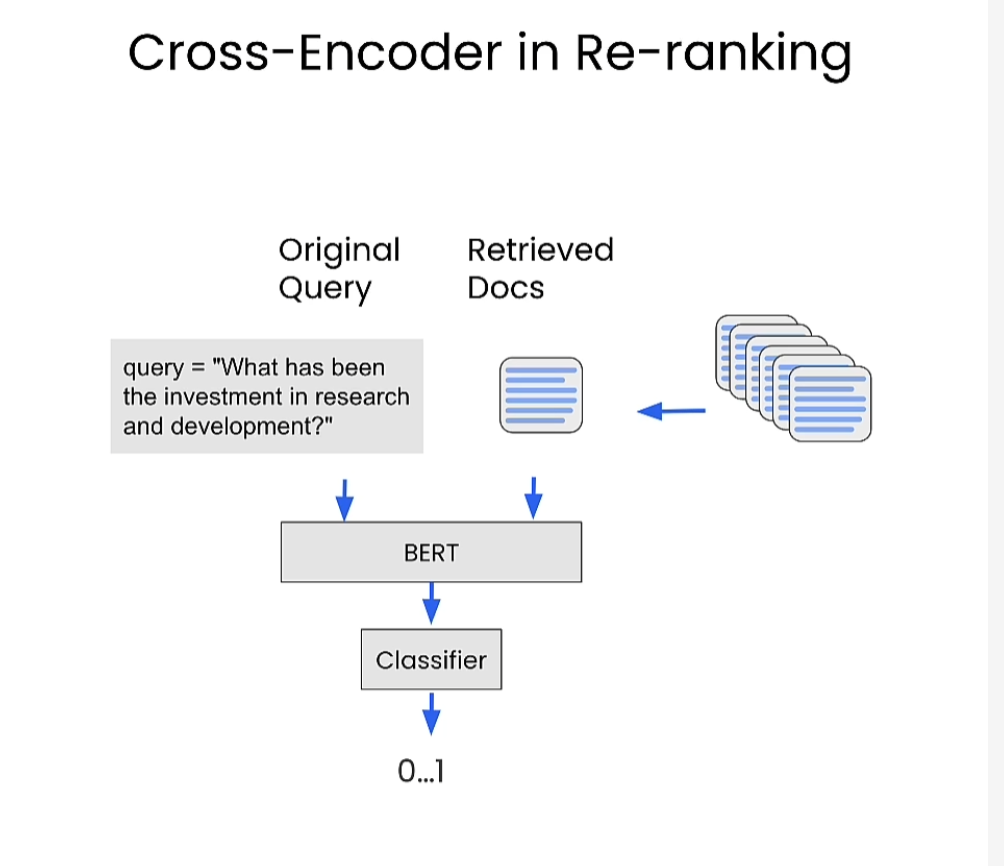 Cross-Encoder in Re-ranking
Original
Query
Retrieved
Docs
query = "What has been
the investment in research
and development?"
BERT
Classifier
0...1